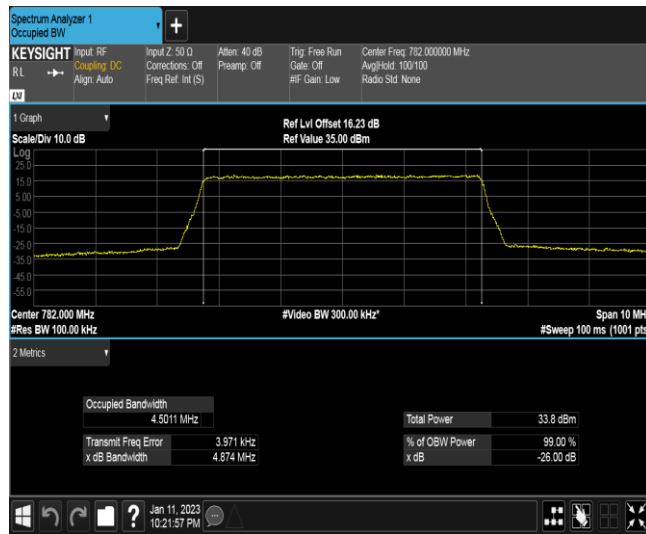 Spectrum Analyzer 1
Occupied BW
+
KEYSIGHT
RL
LXI
Input: RF
Coupling: DC
Align: Auto
Input Z: 50 Ω
Corrections: Off
Freq Ref: Int (S)
Atten: 40 dB
Preamp: Off
Trig: Free Run
Gate: Off
#IF Gain: Low
Center Freq: 782.000000 MHz
Avg|Hold: 100/100
Radio Std: None
1 Graph
Scale/Div 10.0 dB
Ref Lvl Offset 16.23 dB
Ref Value 35.00 dBm
Log
25.0
15.0
5.00
-5.00
-15.0
-25.0
-35.0
-45.0
-55.0
Center 782.000 MHz
#Res BW 100.00 kHz
#Video BW 300.00 kHz*
Span 10 MH
#Sweep 100 ms (1001 pts
2 Metrics
Occupied Bandwidth
4.5011 MHz
Transmit Freq Error 3.971 kHz
x dB Bandwidth 4.874 MHz
Total Power 33.8 dBm
% of OBW Power 99.00 %
x dB -26.00 dB
?
Jan 11, 2023
10:21:57 PM